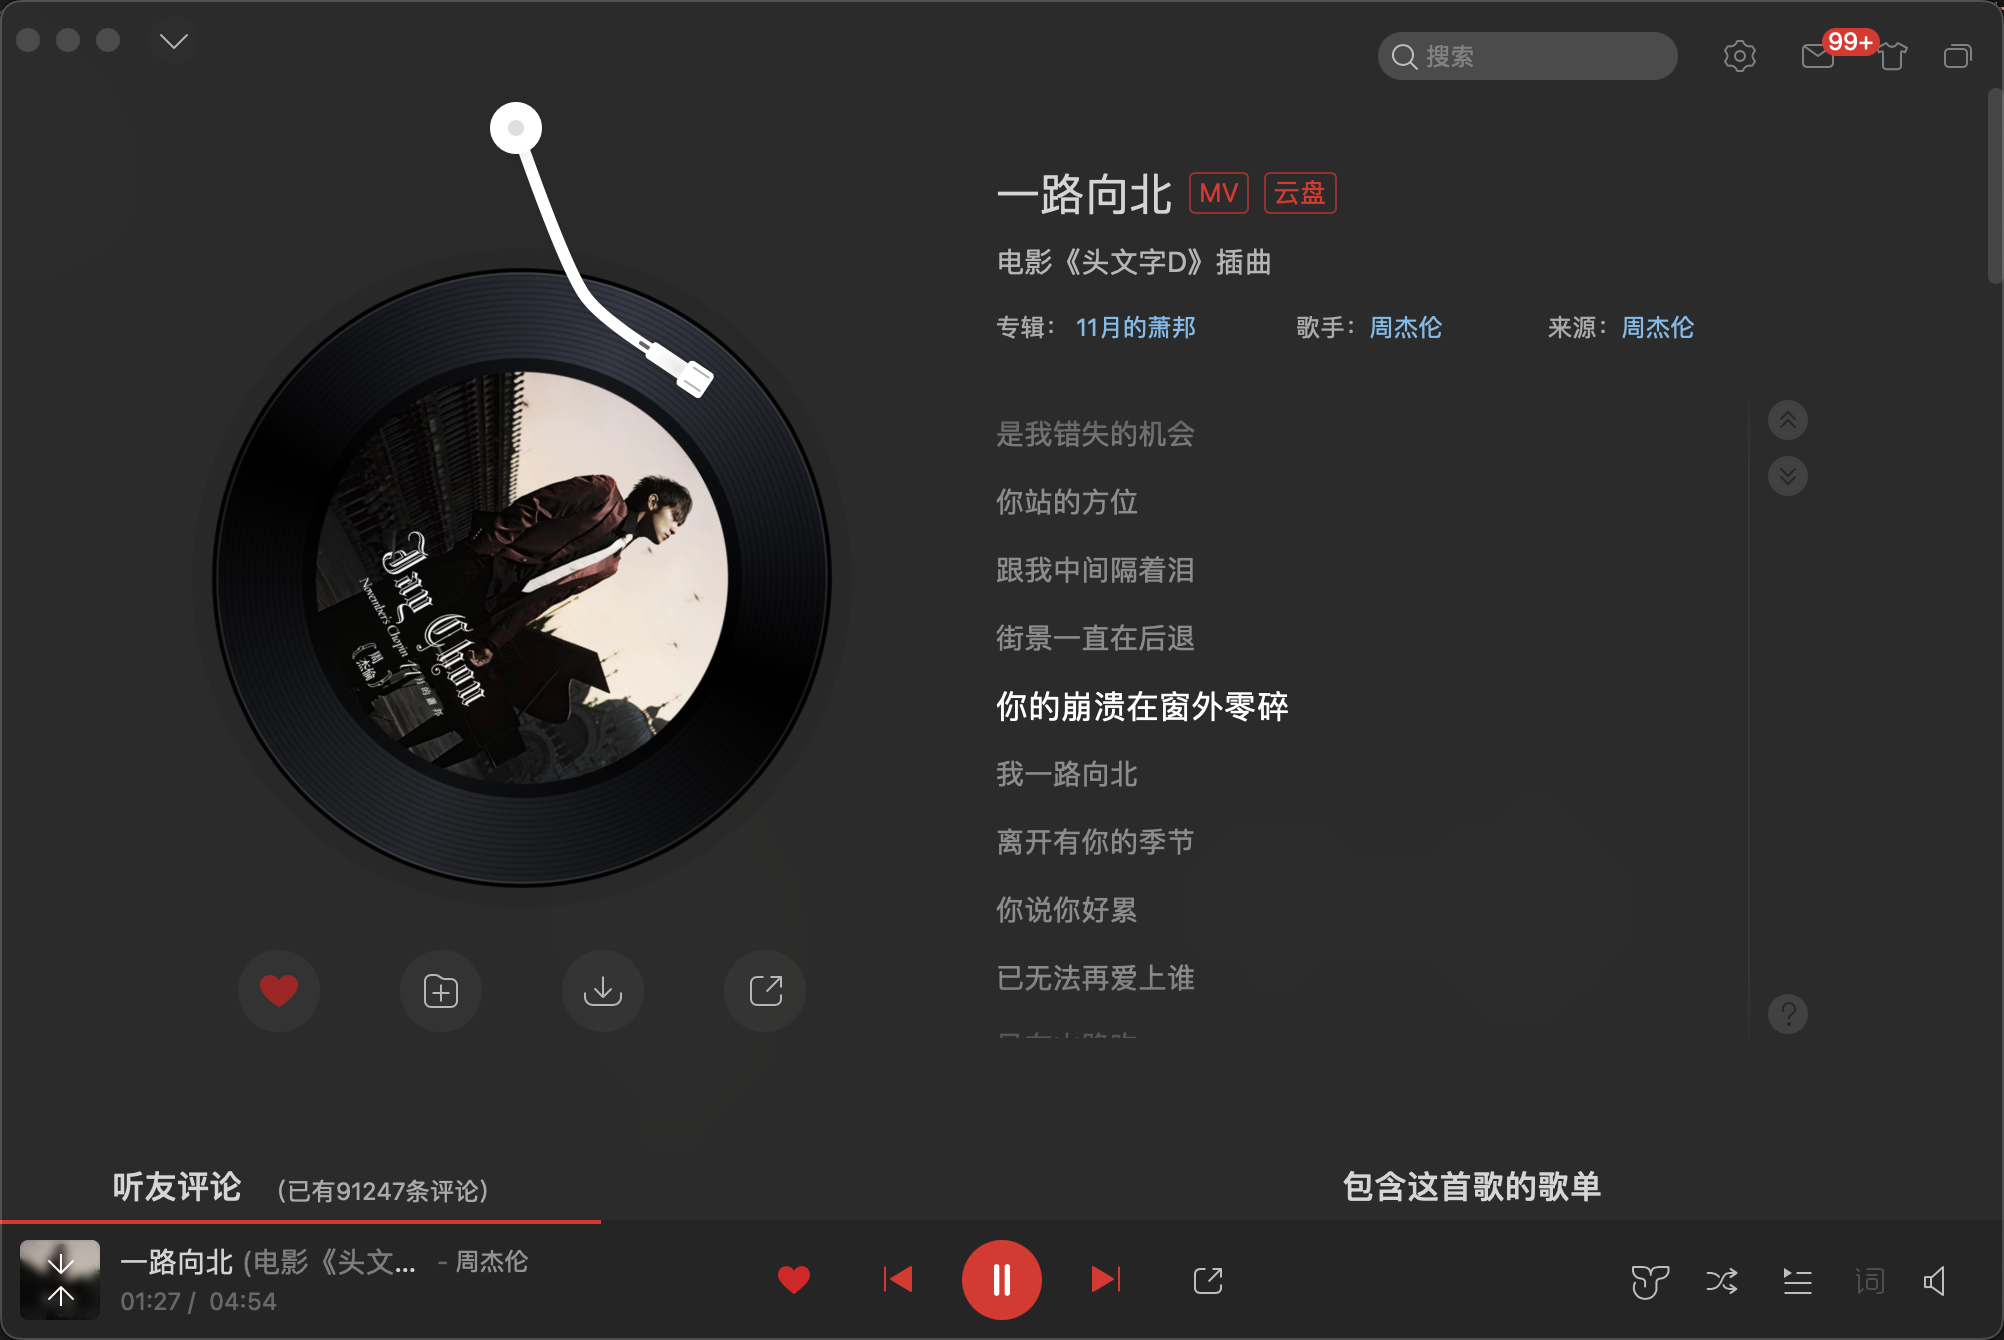 搜索
99+
一路向北 MV 云盘
电影《头文字D》插曲
专辑： 11月的萧邦 歌手：周杰伦 来源：周杰伦
是我错失的机会
你站的方位
跟我中间隔着泪
街景一直在后退
你的崩溃在窗外零碎
我一路向北
离开有你的季节
你说你好累
已无法再爱上谁
Jay Chou
November's Chopin 11月的萧邦
周杰倫
听友评论 （已有91247条评论）
包含这首歌的歌单
一路向北 (电影《头文... - 周杰伦
01:27 / 04:54
词